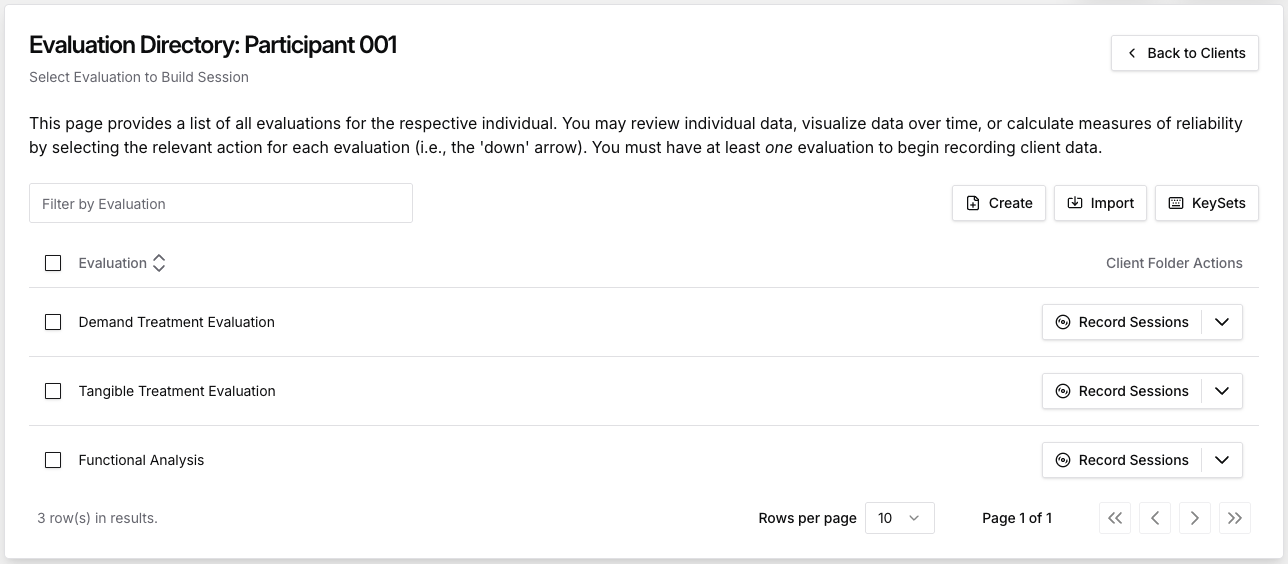 Evaluation Directory: Participant 001
Back to Clients
Select Evaluation to Build Session
This page provides a list of all evaluations for the respective individual. You may review individual data, visualize data over time, or calculate measures of reliability
by selecting the relevant action for each evaluation (i.e., the 'down' arrow). You must have at least one evaluation to begin recording client data.
Filter by Evaluation
Create
Import
KeySets
Evaluation
Client Folder Actions
Demand Treatment Evaluation
Record Sessions
Tangible Treatment Evaluation
Record Sessions
Functional Analysis
Record Sessions
3 row(s) in results.
Rows per page
10
Page 1 of 1